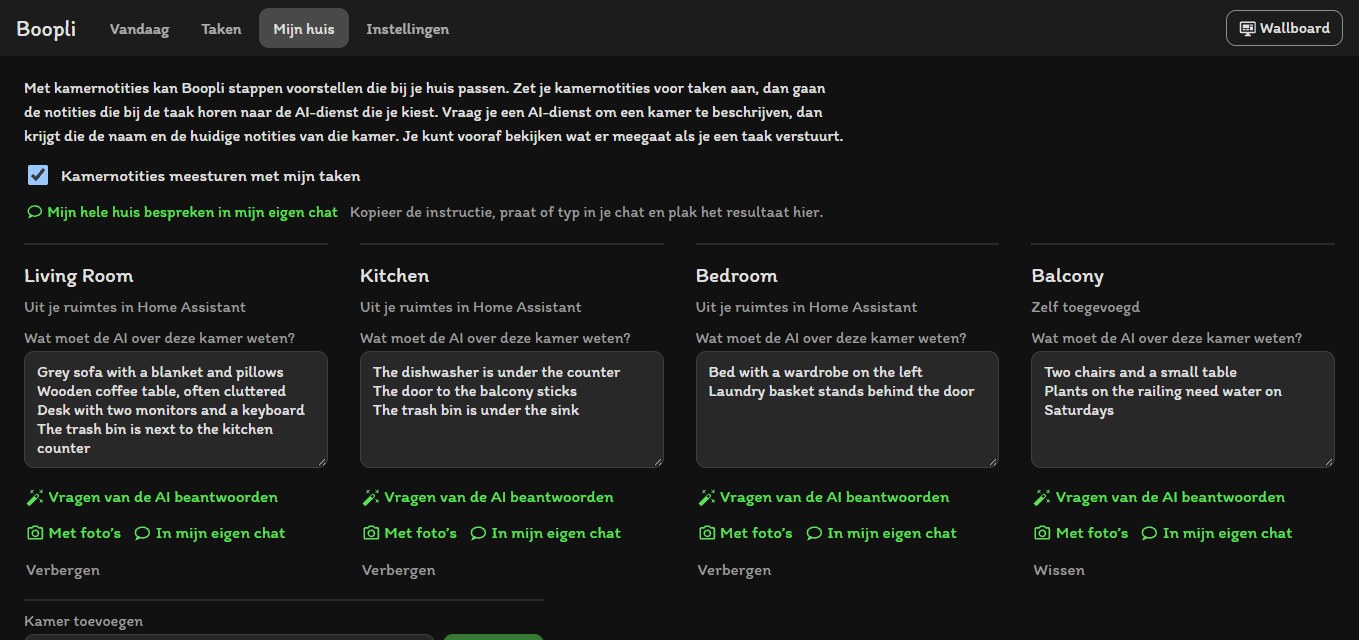 Boopli
Vandaag
Taken
Mijn huis
Instellingen
Wallboard
Met kamernotities kan Boopli stappen voorstellen die bij je huis passen. Zet je kamernotities voor taken aan, dan gaan
de notities die bij de taak horen naar de AI-dienst die je kiest. Vraag je een AI-dienst om een kamer te beschrijven, dan
krijgt die de naam en de huidige notities van die kamer. Je kunt vooraf bekijken wat er meegaat als je een taak verstuurt.
Kamernotities meesturen met mijn taken
Mijn hele huis bespreken in mijn eigen chat
Kopieer de instructie, praat of typ in je chat en plak het resultaat hier.
Living Room
Uit je ruimtes in Home Assistant
Wat moet de AI over deze kamer weten?
Grey sofa with a blanket and pillows
Wooden coffee table, often cluttered
Desk with two monitors and a keyboard
The trash bin is next to the kitchen
counter
Vragen van de AI beantwoorden
Met foto's
In mijn eigen chat
Verbergen
Kitchen
Uit je ruimtes in Home Assistant
Wat moet de AI over deze kamer weten?
The dishwasher is under the counter
The door to the balcony sticks
The trash bin is under the sink
Vragen van de AI beantwoorden
Met foto's
In mijn eigen chat
Verbergen
Bedroom
Uit je ruimtes in Home Assistant
Wat moet de AI over deze kamer weten?
Bed with a wardrobe on the left
Laundry basket stands behind the door
Vragen van de AI beantwoorden
Met foto's
In mijn eigen chat
Verbergen
Balcony
Zelf toegevoegd
Wat moet de AI over deze kamer weten?
Two chairs and a small table
Plants on the railing need water on
Saturdays
Vragen van de AI beantwoorden
Met foto's
In mijn eigen chat
Wissen
Kamer toevoegen